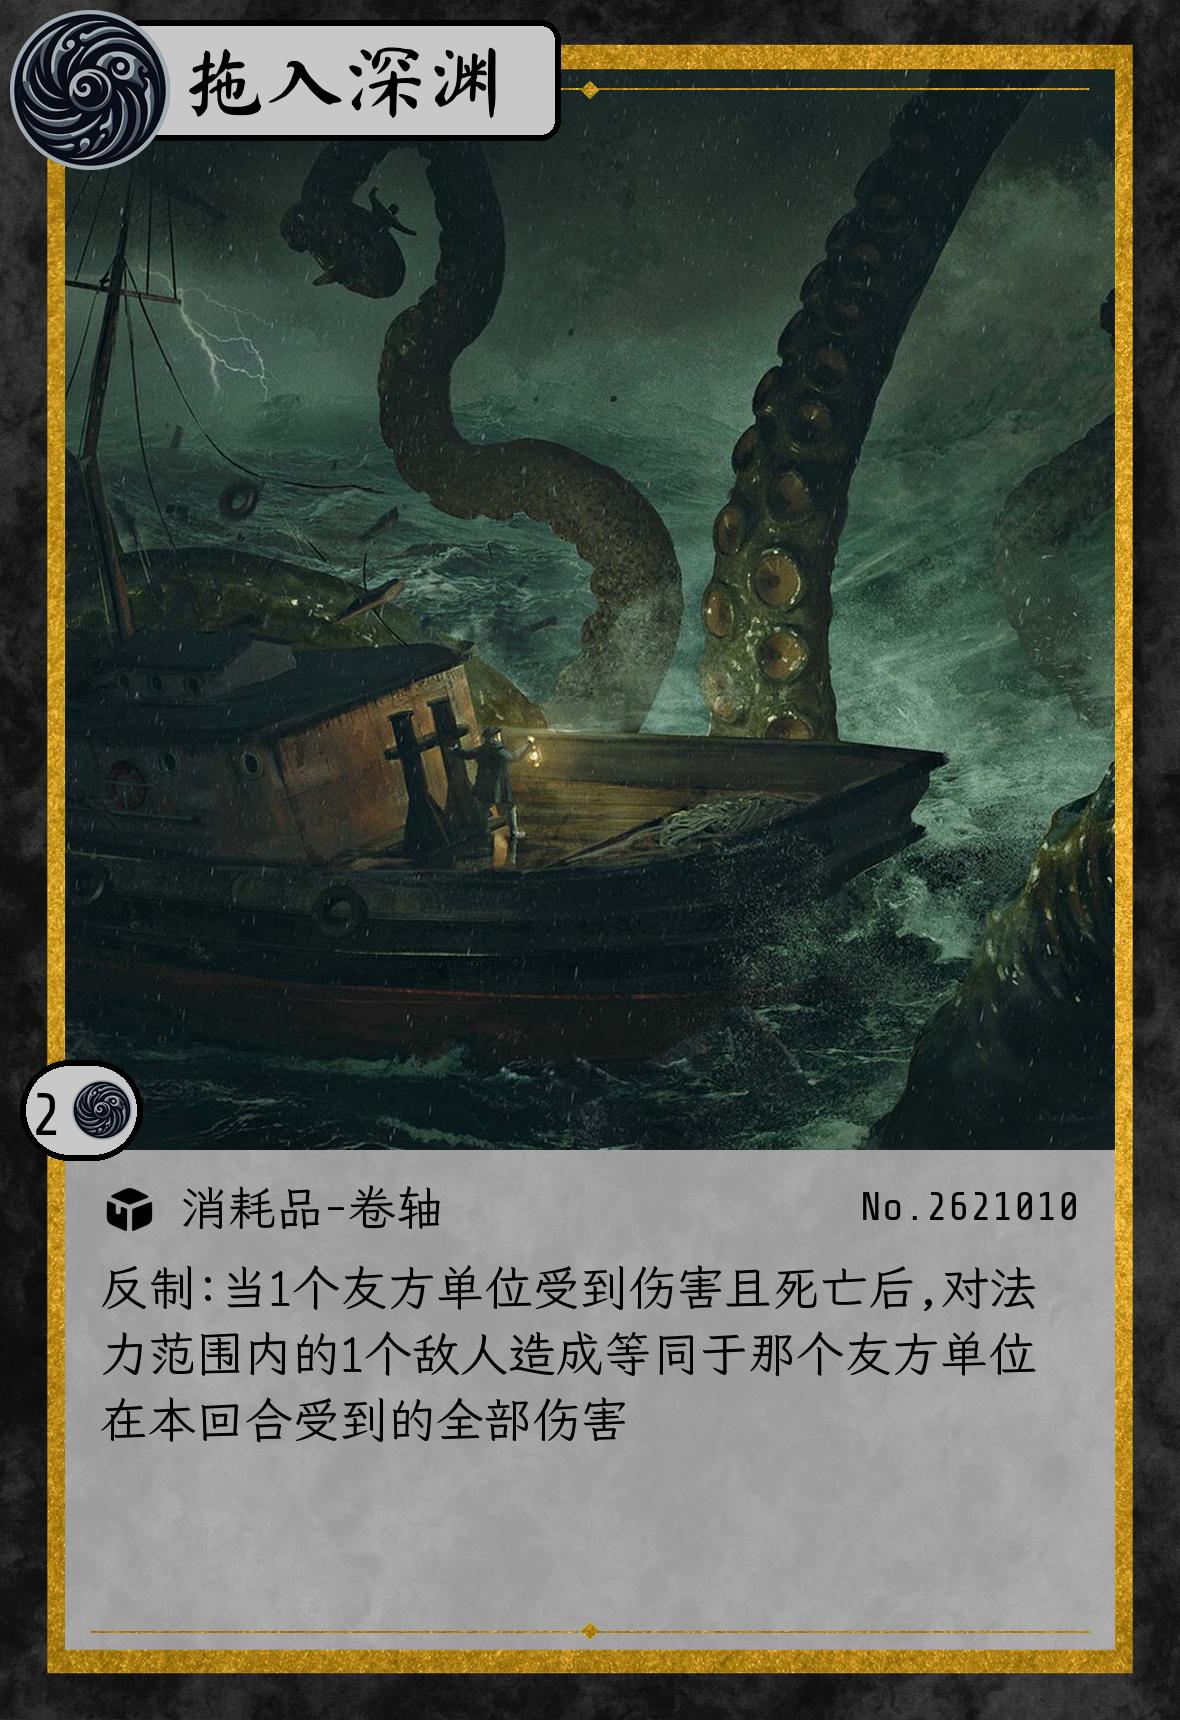 拖入深渊
2
消耗品-卷轴
No.2621010
反制:当1个友方单位受到伤害且死亡后,对法
力范围内的1个敌人造成等同于那个友方单位
在本回合受到的全部伤害